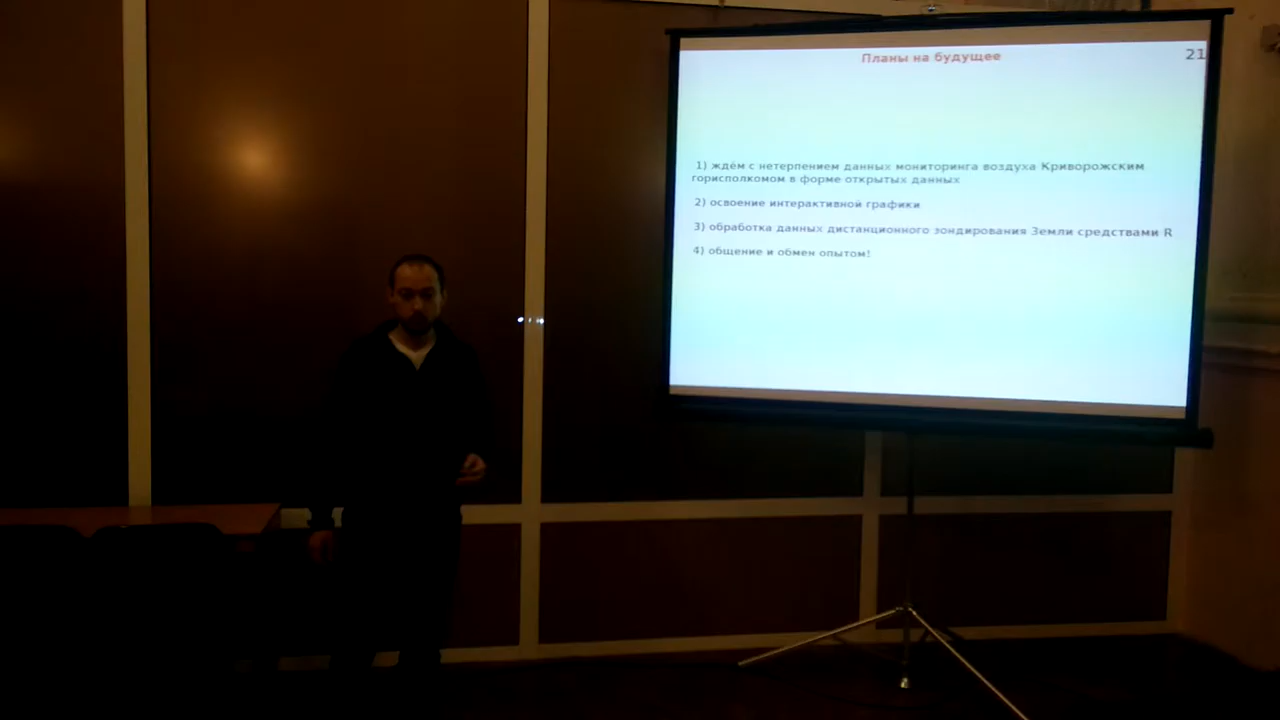 Планы на будущее
21
1) ждём с нетерпением данных мониторинга воздуха Криворожским
горисполкомом в форме открытых данных
2) освоение интерактивной графики
3) обработка данных дистанционного зондирования Земли средствами R
4) общение и обмен опытом!